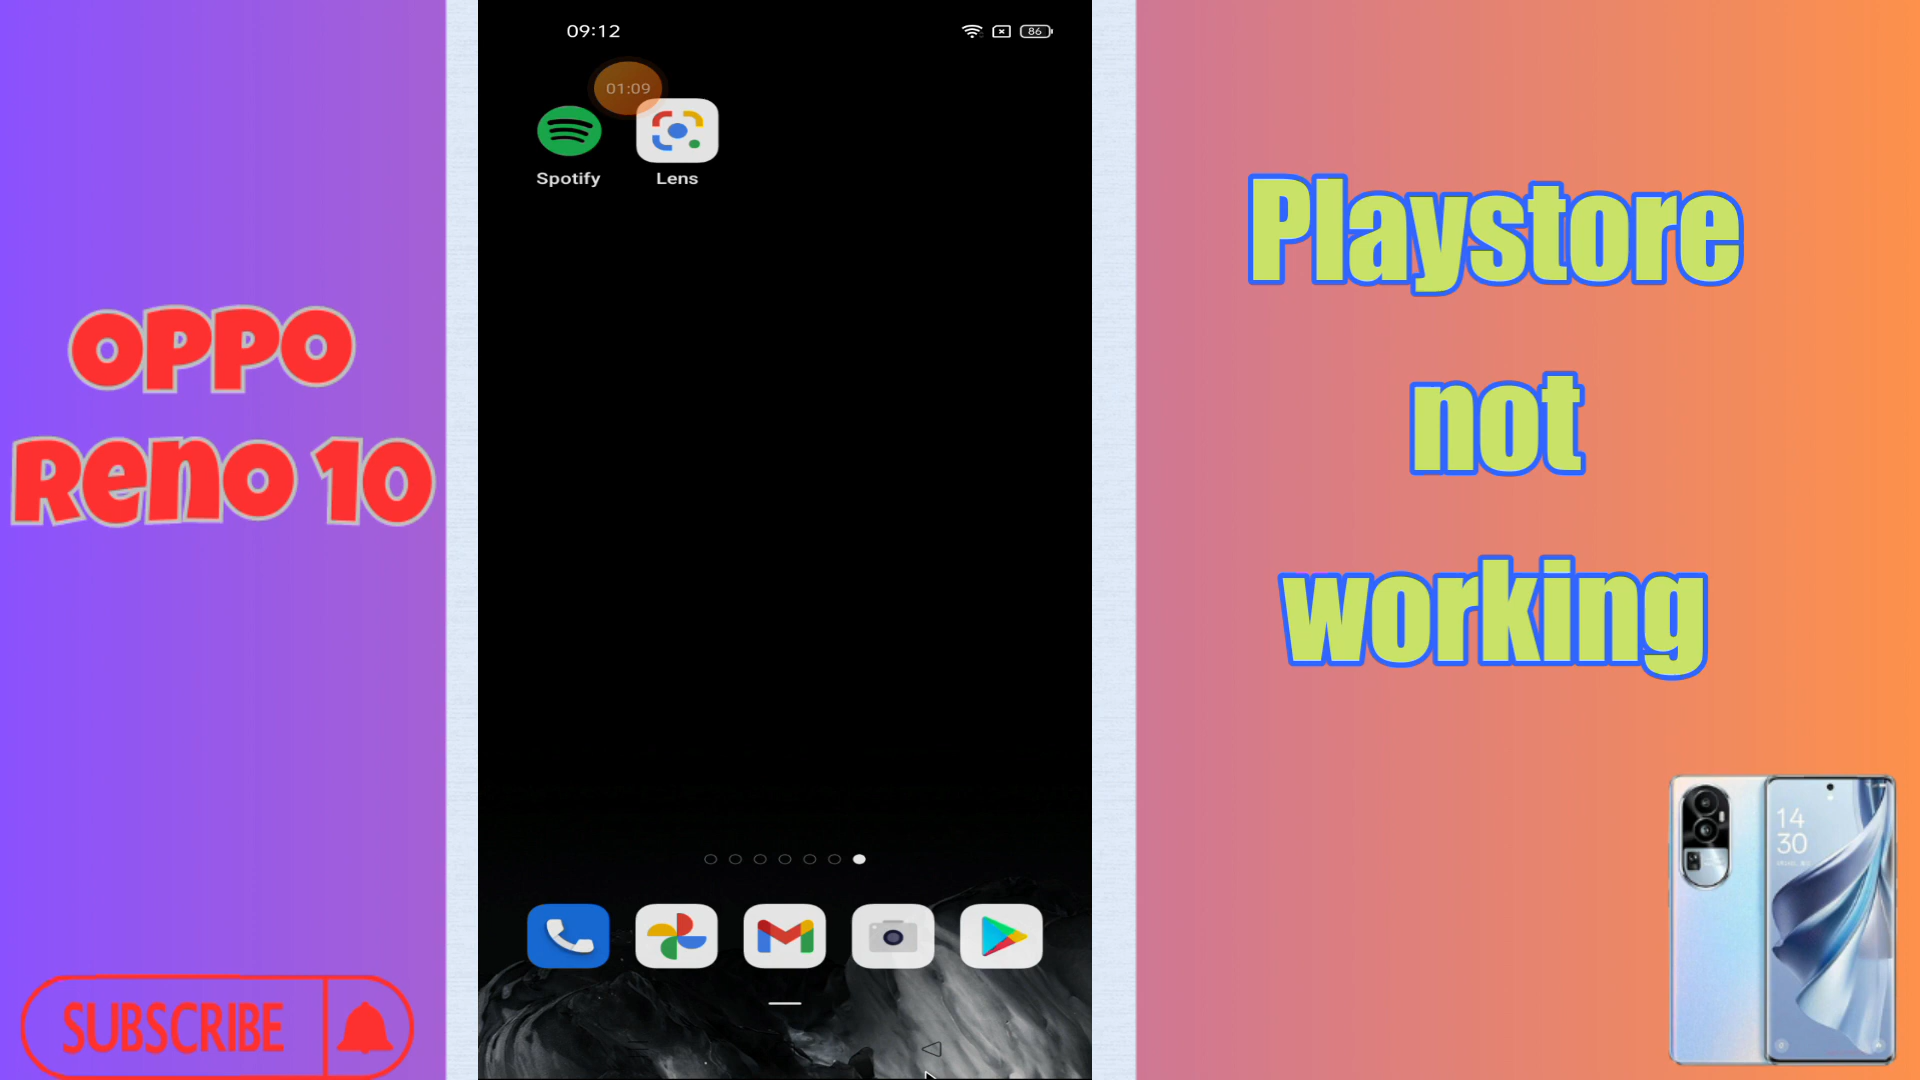 OPPO
Reno 10
SUBSCRIBE
09:12
86
01:09
Spotify
Lens
Playstore
not
working
14
30